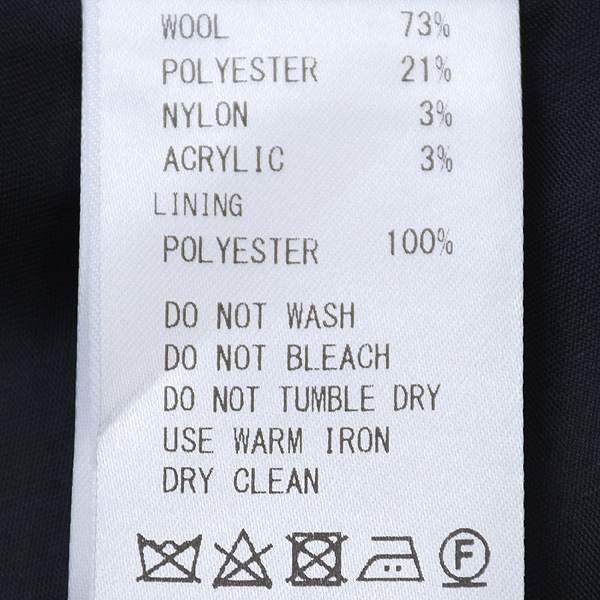 WOOL 73%
POLYESTER 21%
NYLON 3%
ACRYLIC 3%
LINING
POLYESTER 100%
DO NOT WASH
DO NOT BLEACH
DO NOT TUMBLE DRY
USE WARM IRON
DRY CLEAN
F